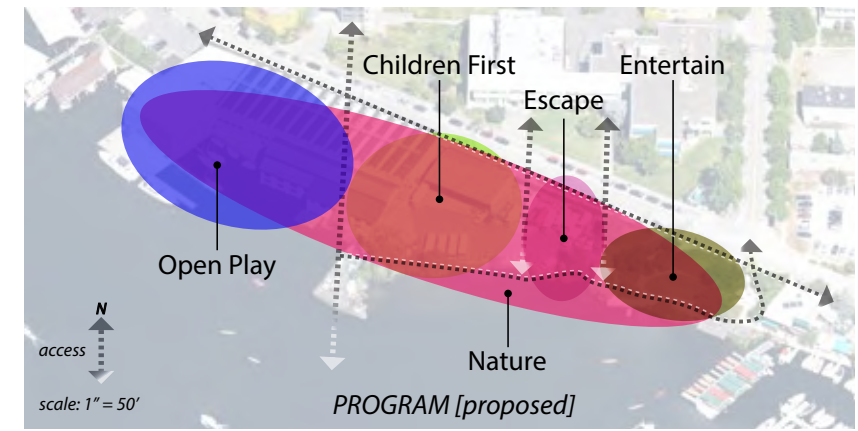 Children First
Entertain
Escape
Open Play
Nature
N
access
scale: 1" = 50'
PROGRAM [proposed]